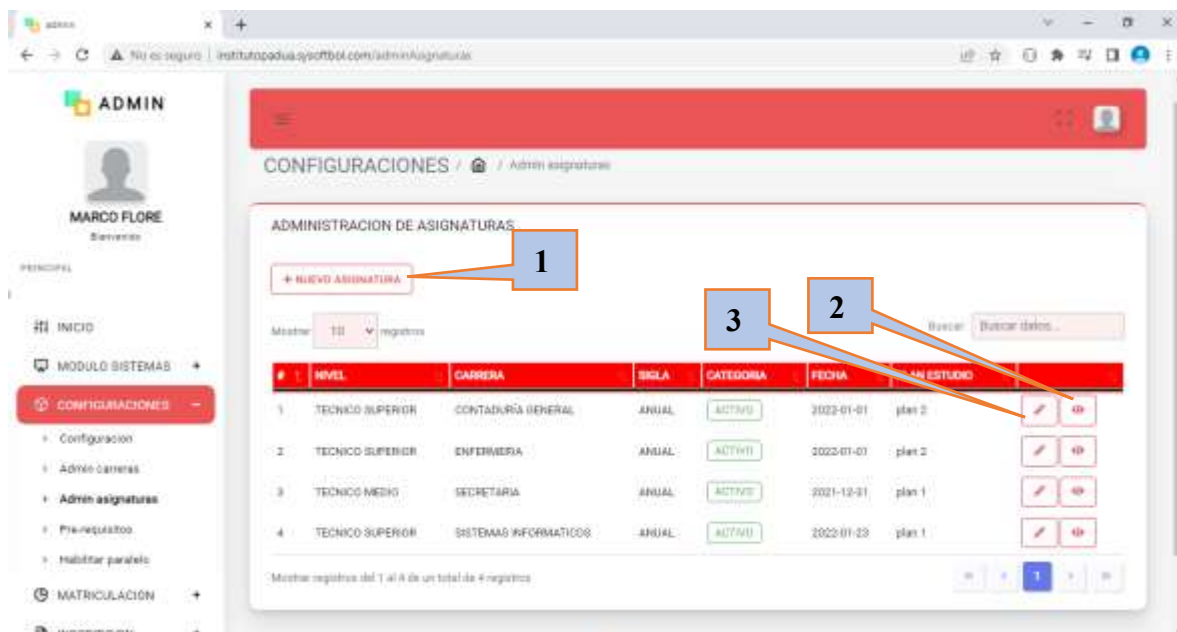 admin
No es seguro | institutopadua.sysoftbol.com/adminAsignaturas
ADMIN
MARCO FLORE
Bienvenido
PRINCIPAL
INICIO
MODULO SISTEMAS +
CONFIGURACIONES −
Configuracion
Admin carreras
Admin asignaturas
Pre-requisitos
Habilitar paralelo
MATRICULACION +
CONFIGURACIONES / / Admin asignaturas
ADMINISTRACION DE ASIGNATURAS
1
+ NUEVO ASIGNATURA
3
2
Mostrar 10 registros
Buscar: Buscar datos...
# NIVEL CARRERA SIGLA CATEGORIA FECHA PLAN ESTUDIO
1 TECNICO SUPERIOR CONTADURÍA GENERAL ANUAL ACTIVO 2022-01-01 plan 2
2 TECNICO SUPERIOR ENFERMERIA ANUAL ACTIVO 2022-01-01 plan 2
3 TECNICO MEDIO SECRETARIA ANUAL ACTIVO 2021-12-31 plan 1
4 TECNICO SUPERIOR SISTEMAS INFORMATICOS ANUAL ACTIVO 2022-01-23 plan 1
Mostrar registros del 1 al 4 de un total de 4 registros
« ‹ 1 › »